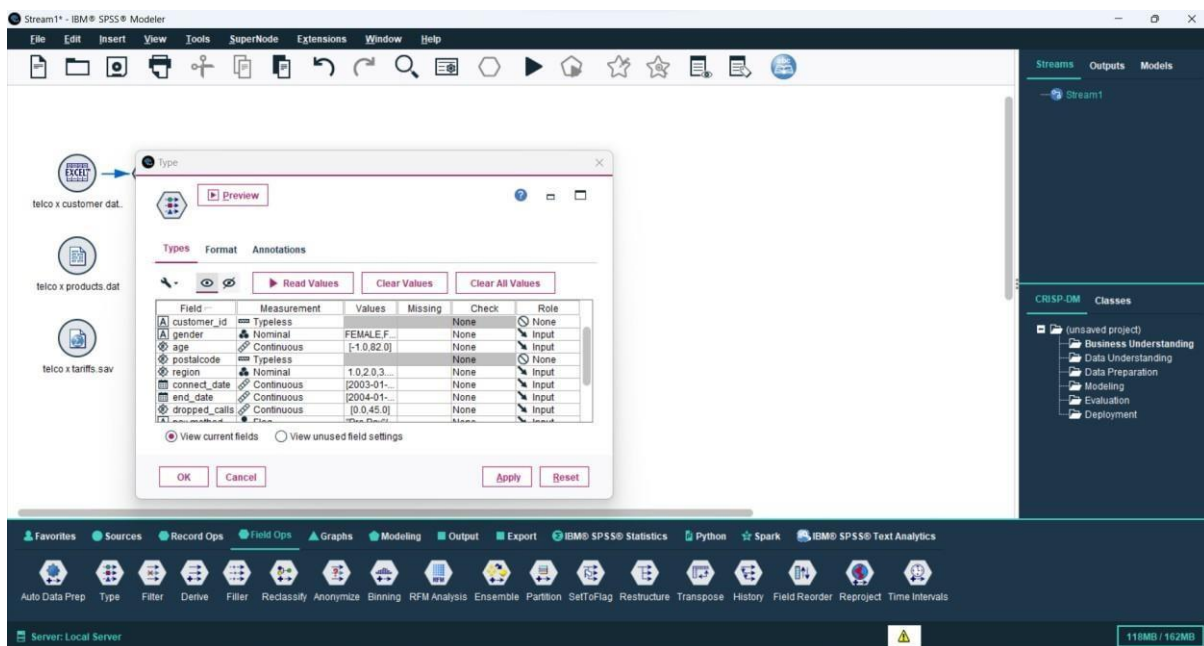 Stream1* - IBM® SPSS® Modeler
File Edit Insert View Tools SuperNode Extensions Window Help
Streams Outputs Models
Stream1
EXCEL
telco x customer dat..
telco x products.dat
telco x tariffs.sav
Type
Preview
Types Format Annotations
Read Values Clear Values Clear All Values
Field Measurement Values Missing Check Role
customer_id Typeless None None
gender Nominal FEMALE,F... None Input
age Continuous [-1.0,82.0] None Input
postalcode Typeless None None
region Nominal 1.0,2.0,3.... None Input
connect_date Continuous [2003-01-... None Input
end_date Continuous [2004-01-... None Input
dropped_calls Continuous [0.0,45.0] None Input
View current fields View unused field settings
OK Cancel Apply Reset
CRISP-DM Classes
(unsaved project)
Business Understanding
Data Understanding
Data Preparation
Modeling
Evaluation
Deployment
Favorites Sources Record Ops Field Ops Graphs Modeling Output Export IBM® SPSS® Statistics Python Spark IBM® SPSS® Text Analytics
Auto Data Prep Type Filter Derive Filler Reclassify Anonymize Binning RFM Analysis Ensemble Partition SetToFlag Restructure Transpose History Field Reorder Reproject Time Intervals
Server: Local Server
118MB / 162MB